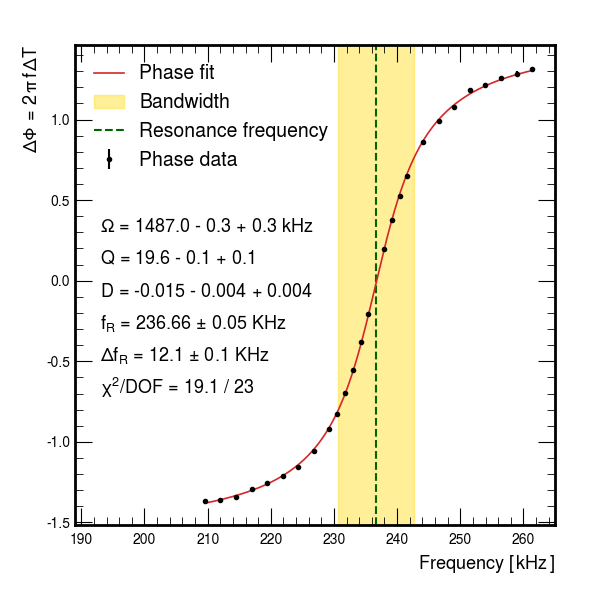 ΔΦ = 2πfΔT
Phase fit
Bandwidth
Resonance frequency
Phase data
Ω = 1487.0 - 0.3 + 0.3 kHz
Q = 19.6 - 0.1 + 0.1
D = -0.015 - 0.004 + 0.004
f_R = 236.66 ± 0.05 KHz
Δf_R = 12.1 ± 0.1 KHz
χ²/DOF = 19.1 / 23
1.0
0.5
0.0
-0.5
-1.0
-1.5
190 200 210 220 230 240 250 260
Frequency [kHz]